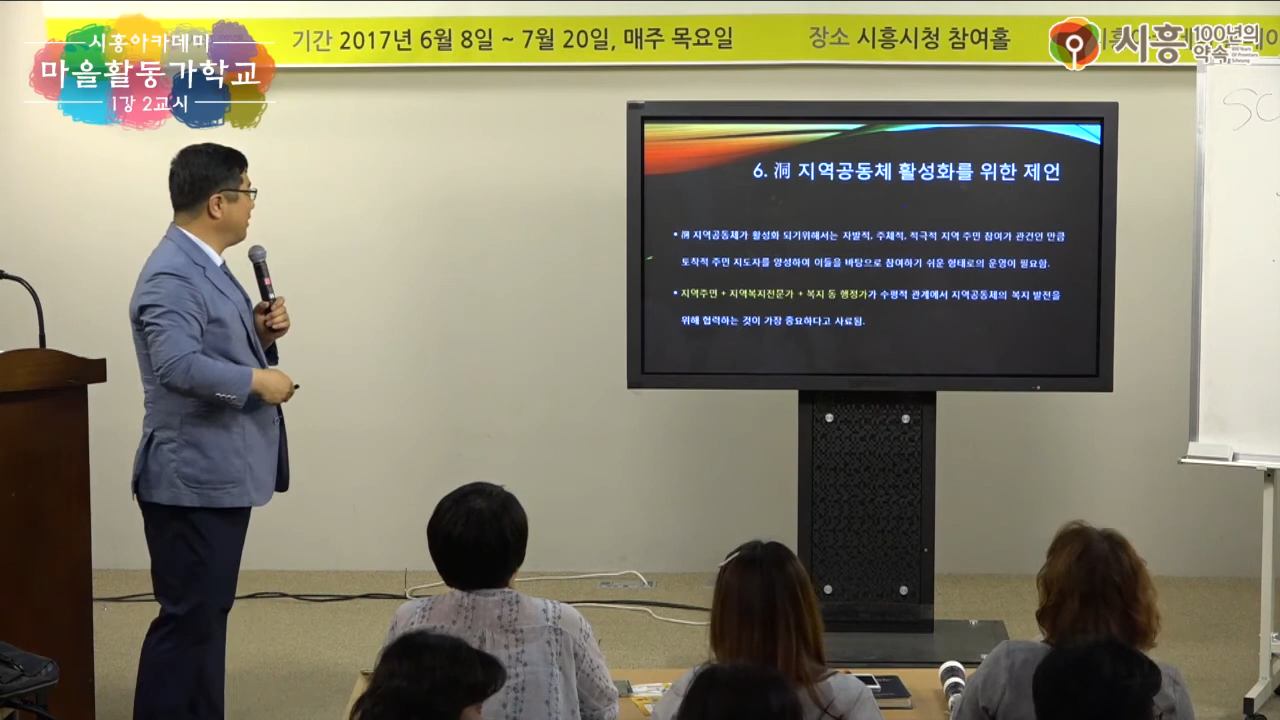 시흥아카데미
마을활동가학교
1강 2교시
기간 2017년 6월 8일 ~ 7월 20일, 매주 목요일
장소 시흥시청 참여홀
시흥
100년의
약속
6. 洞 지역공동체 활성화를 위한 제언
• 洞 지역공동체가 활성화 되기위해서는 자발적, 주체적, 적극적 지역 주민 참여가 관건인 만큼
토착적 주민 지도자를 양성하여 이들을 바탕으로 참여하기 쉬운 형태로의 운영이 필요함.
• 지역주민 + 지역복지전문가 + 복지 동 행정가가 수평적 관계에서 지역공동체의 복지 발전을
위해 협력하는 것이 가장 중요하다고 사료됨.